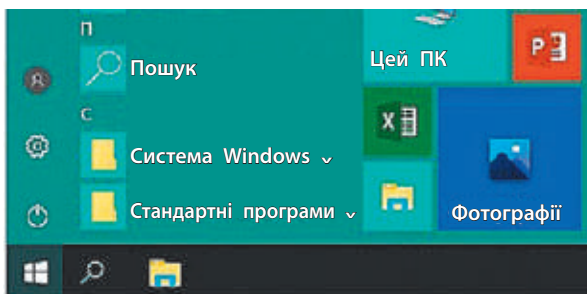 П
Пошук
С
Система Windows
Стандартні програми
Цей ПК
Фотографії